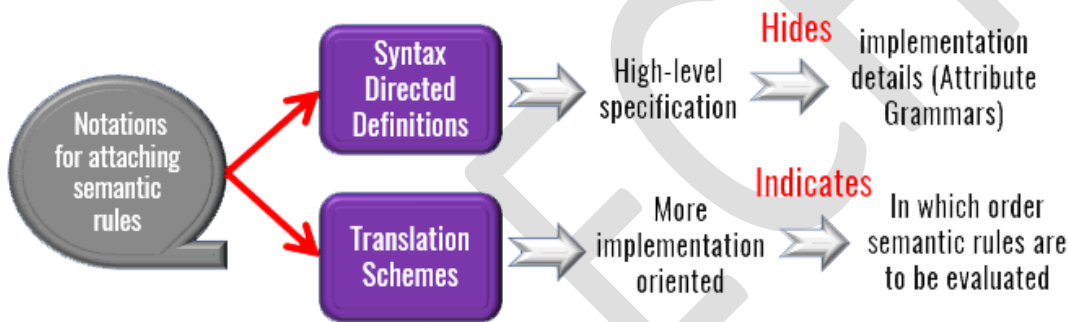 Notations
for attaching
semantic
rules
Syntax
Directed
Definitions
High-level
specification
Hides
implementation
details (Attribute
Grammars)
Translation
Schemes
More
implementation
oriented
Indicates
In which order
semantic rules are
to be evaluated